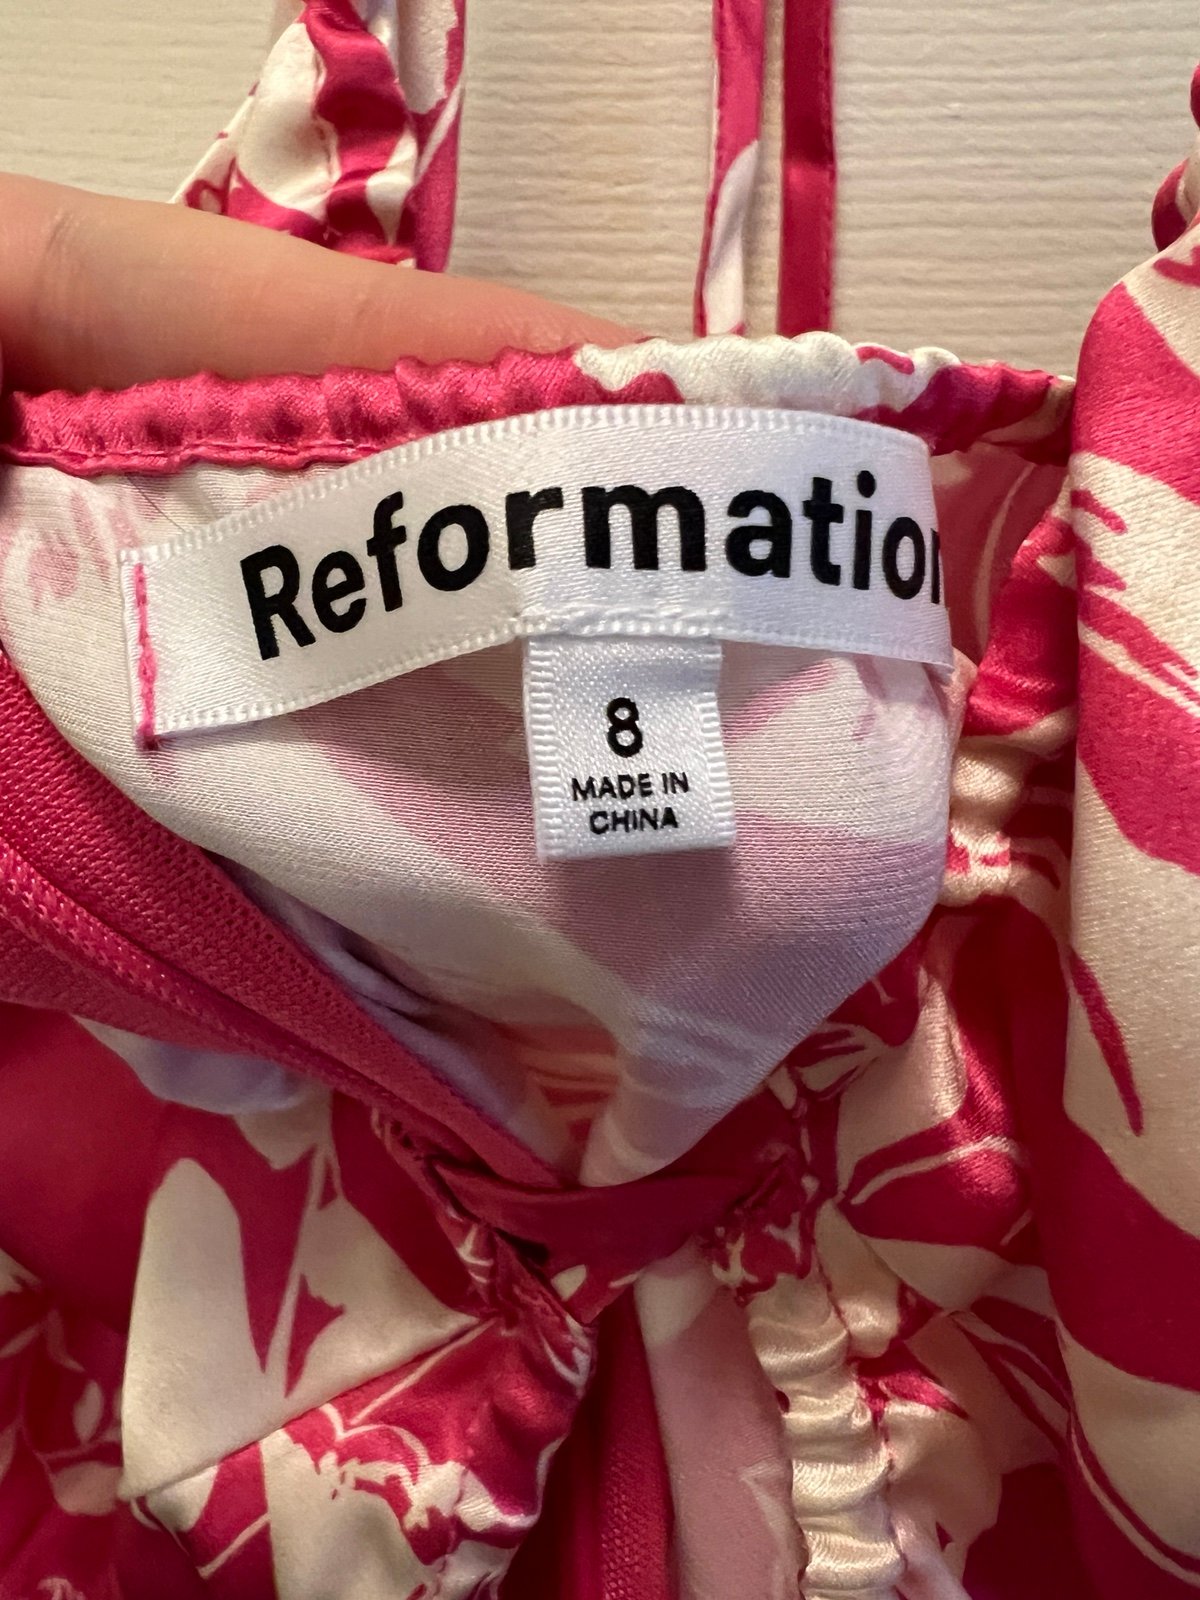 Reformation
8
MADE IN
CHINA